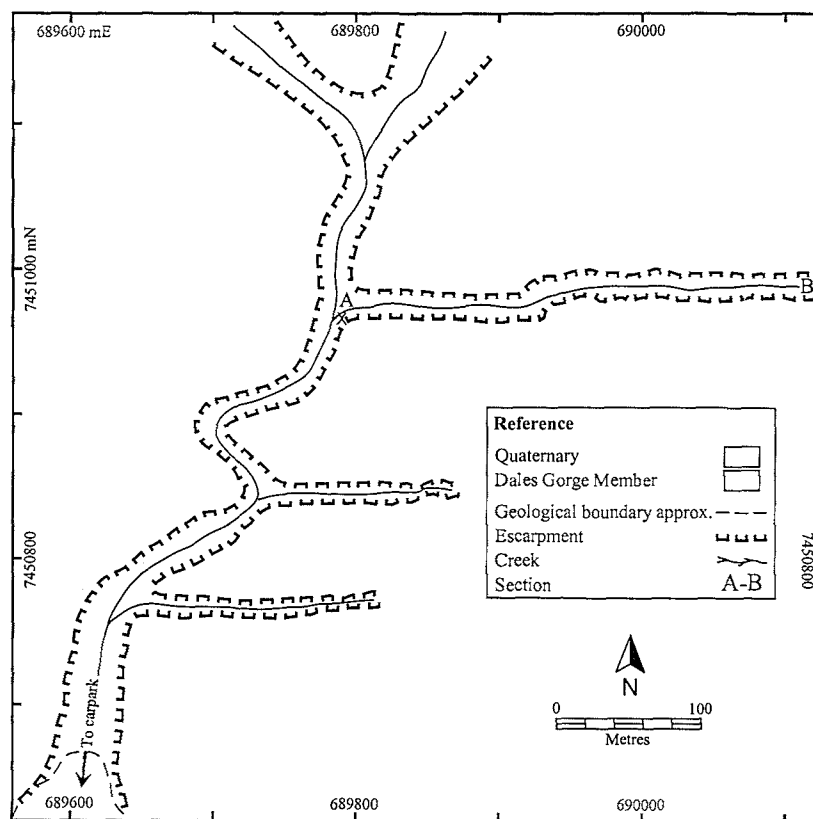 689600 mE
689800
690000
7451000 mN
A
X
B
Reference
Quaternary
Dales Gorge Member
Geological boundary approx.
Escarpment
Creek
Section A-B
7450800
7450800
N
0 100
Metres
To carpark
689600
689800
690000